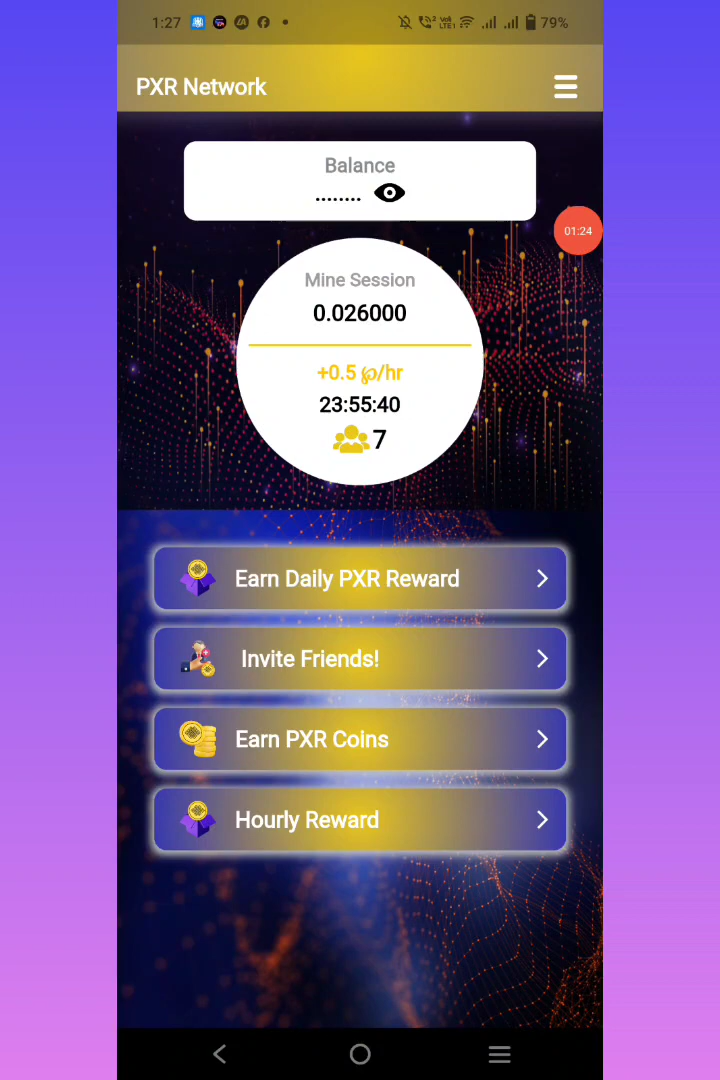 1:27 79%
PXR Network
Balance
........
01:24
Mine Session
0.026000
+0.5 ℘/hr
23:55:40
7
Earn Daily PXR Reward
Invite Friends!
Earn PXR Coins
Hourly Reward